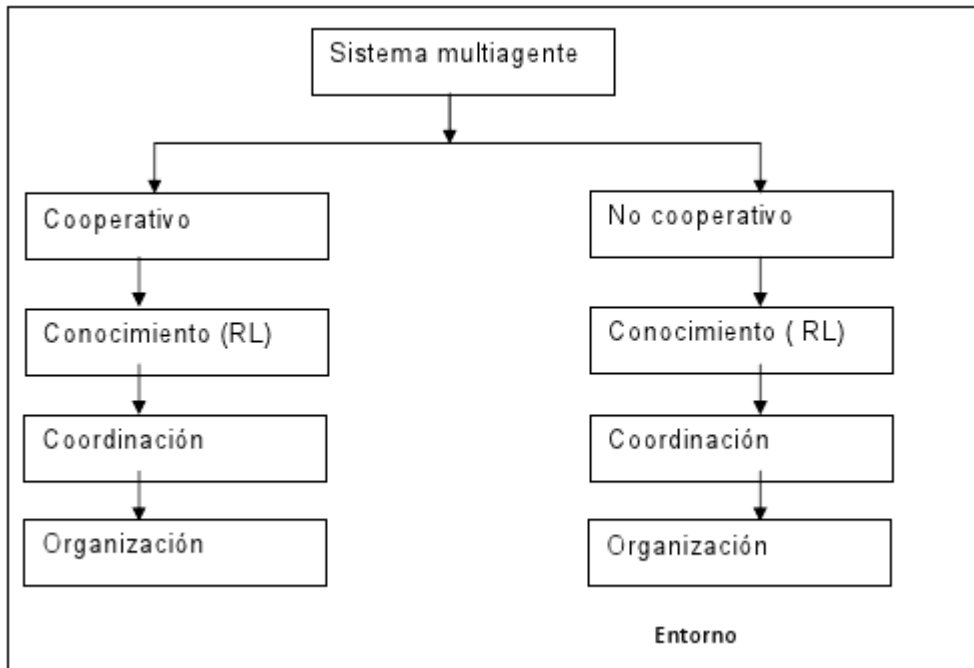 Sistema multiagente
Cooperativo
No cooperativo
Conocimiento (RL)
Conocimiento ( RL)
Coordinación
Coordinación
Organización
Organización
Entorno